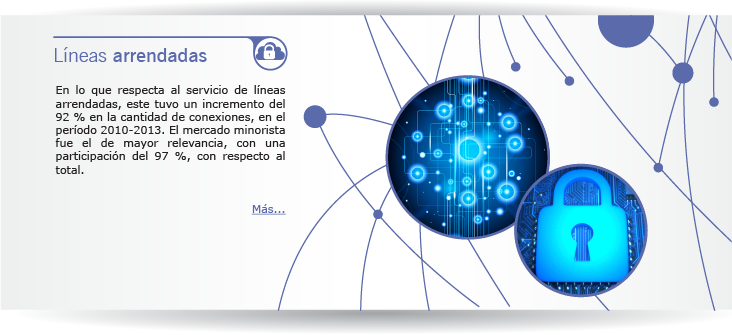 Líneas arrendadas
En lo que respecta al servicio de líneas
arrendadas, este tuvo un incremento del
92 % en la cantidad de conexiones, en el
período 2010-2013. El mercado minorista
fue el de mayor relevancia, con una
participación del 97 %, con respecto al
total.
Más...